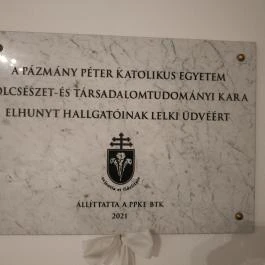 A PÁZMÁNY PÉTER KATOLIKUS EGYETEM
ÖLCSÉSZET-ÉS TÁRSADALOMTUDOMÁNYI KARA
ELHUNYT HALLGATÓINAK LELKI ÜDVÉÉRT
ÁLLÍTTATTA A PPKE BTK
2021